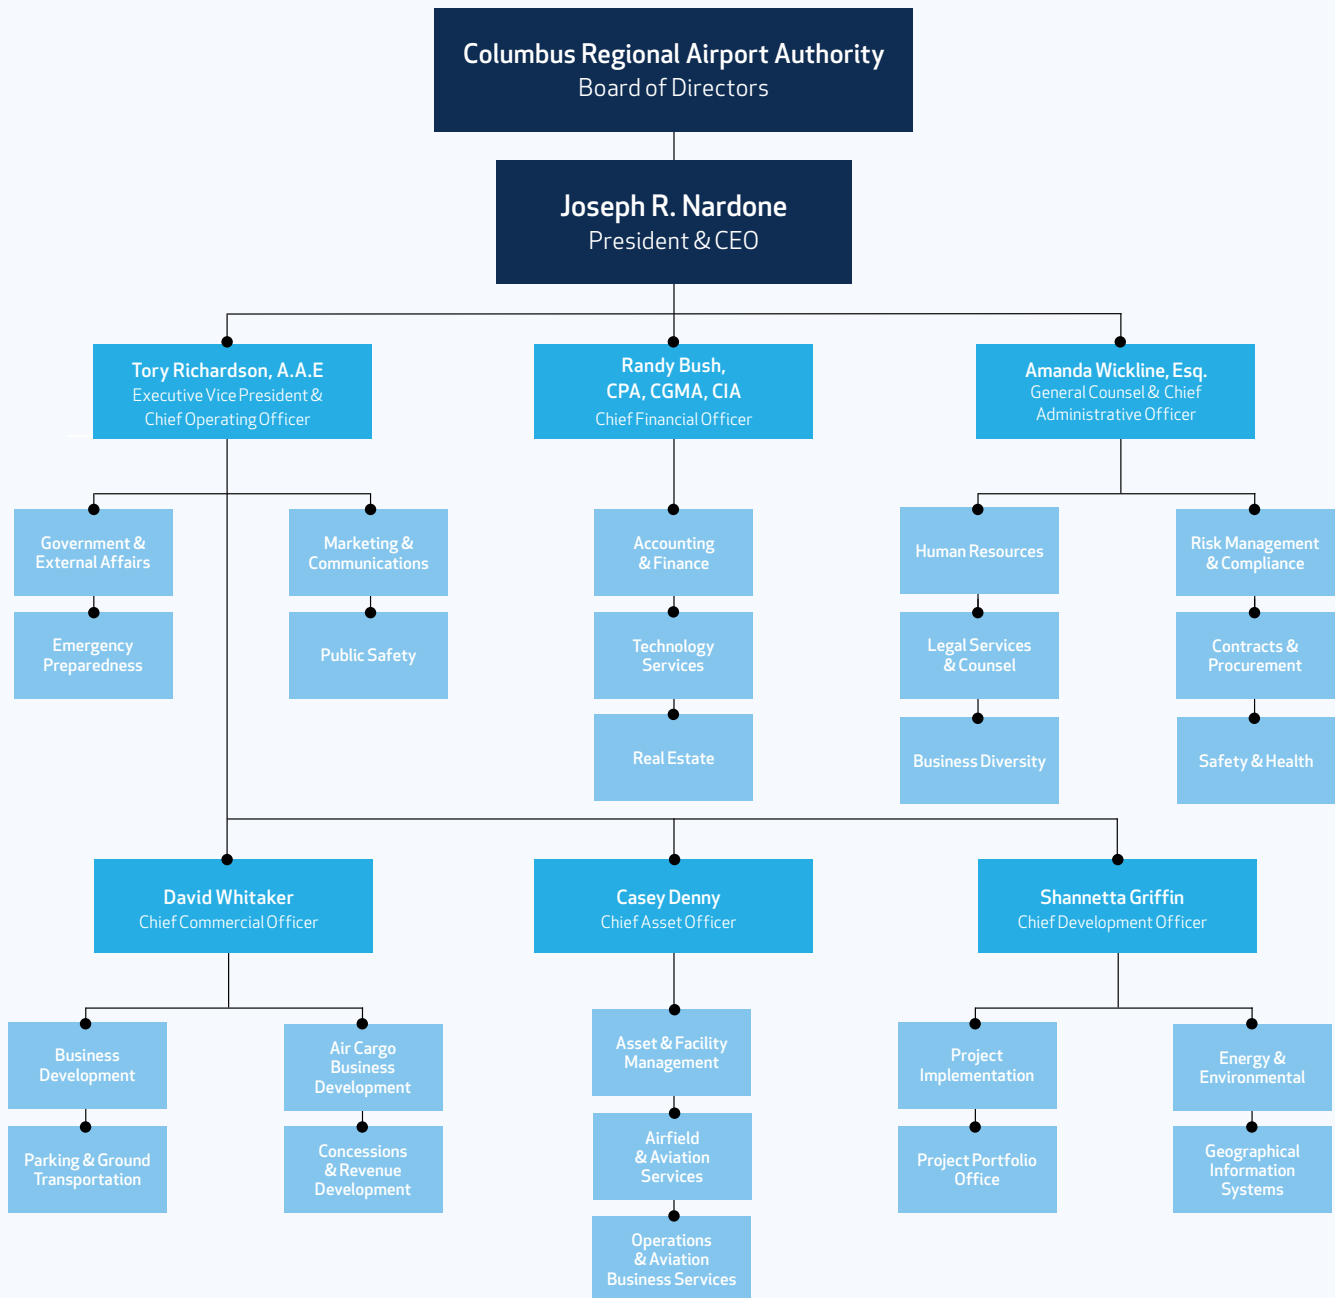 Columbus Regional Airport Authority
Board of Directors
Joseph R. Nardone
President & CEO
Tory Richardson, A.A.E
Executive Vice President &
Chief Operating Officer
Randy Bush,
CPA, CGMA, CIA
Chief Financial Officer
Amanda Wickline, Esq.
General Counsel & Chief
Administrative Officer
Government &
External Affairs
Marketing &
Communications
Accounting
& Finance
Human Resources
Risk Management
& Compliance
Emergency
Preparedness
Public Safety
Technology
Services
Legal Services
& Counsel
Contracts &
Procurement
Real Estate
Business Diversity
Safety & Health
David Whitaker
Chief Commercial Officer
Casey Denny
Chief Asset Officer
Shannetta Griffin
Chief Development Officer
Business
Development
Air Cargo
Business
Development
Asset & Facility
Management
Project
Implementation
Energy &
Environmental
Parking & Ground
Transportation
Concessions
& Revenue
Development
Airfield
& Aviation
Services
Project Portfolio
Office
Geographical
Information
Systems
Operations
& Aviation
Business Services